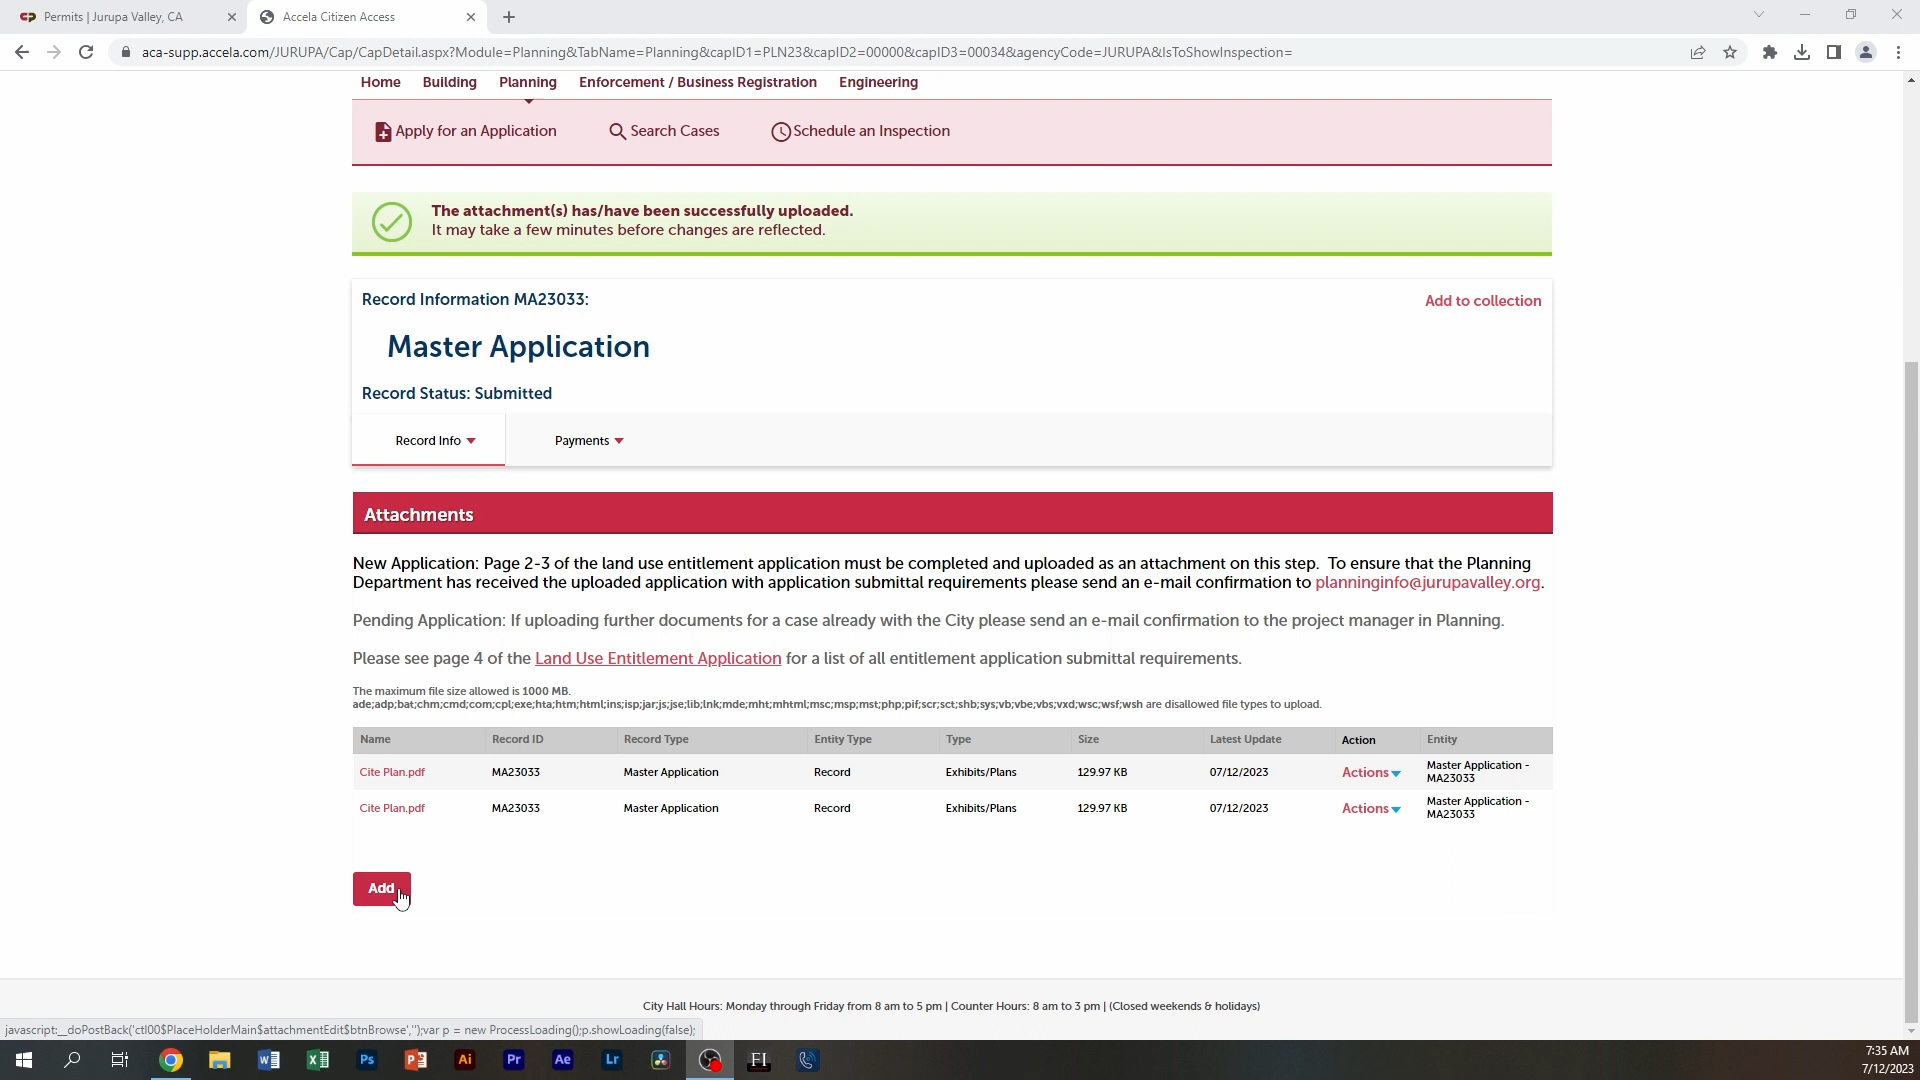 Permits | Jurupa Valley, CA
Accela Citizen Access
aca-supp.accela.com/JURUPA/Cap/CapDetail.aspx?Module=Planning&TabName=Planning&capID1=PLN23&capID2=00000&capID3=00034&agencyCode=JURUPA&IsToShowInspection=
Home Building Planning Enforcement / Business Registration Engineering
Apply for an Application Search Cases Schedule an Inspection
The attachment(s) has/have been successfully uploaded.
It may take a few minutes before changes are reflected.
Record Information MA23033:
Add to collection
Master Application
Record Status: Submitted
Record Info Payments
Attachments
New Application: Page 2-3 of the land use entitlement application must be completed and uploaded as an attachment on this step. To ensure that the Planning
Department has received the uploaded application with application submittal requirements please send an e-mail confirmation to planninginfo@jurupavalley.org.
Pending Application: If uploading further documents for a case already with the City please send an e-mail confirmation to the project manager in Planning.
Please see page 4 of the Land Use Entitlement Application for a list of all entitlement application submittal requirements.
The maximum file size allowed is 1000 MB.
ade;adp;bat;chm;cmd;com;cpl;exe;hta;htm;html;ins;isp;jar;js;jse;lib;lnk;mde;mht;mhtml;msc;msp;mst;php;pif;scr;sct;shb;sys;vb;vbe;vbs;vxd;wsc;wsf;wsh are disallowed file types to upload.
Name Record ID Record Type Entity Type Type Size Latest Update Action Entity
Cite Plan.pdf MA23033 Master Application Record Exhibits/Plans 129.97 KB 07/12/2023 Actions Master Application -
MA23033
Cite Plan.pdf MA23033 Master Application Record Exhibits/Plans 129.97 KB 07/12/2023 Actions Master Application -
MA23033
Add
City Hall Hours: Monday through Friday from 8 am to 5 pm | Counter Hours: 8 am to 3 pm | (Closed weekends & holidays)
javascript:__doPostBack('ctl00$PlaceHolderMain$attachmentEdit$btnBrowse','');var p = new ProcessLoading();p.showLoading(false);
Ps
Ai
Pr
Ae
Lr
FI
7:35 AM
7/12/2023